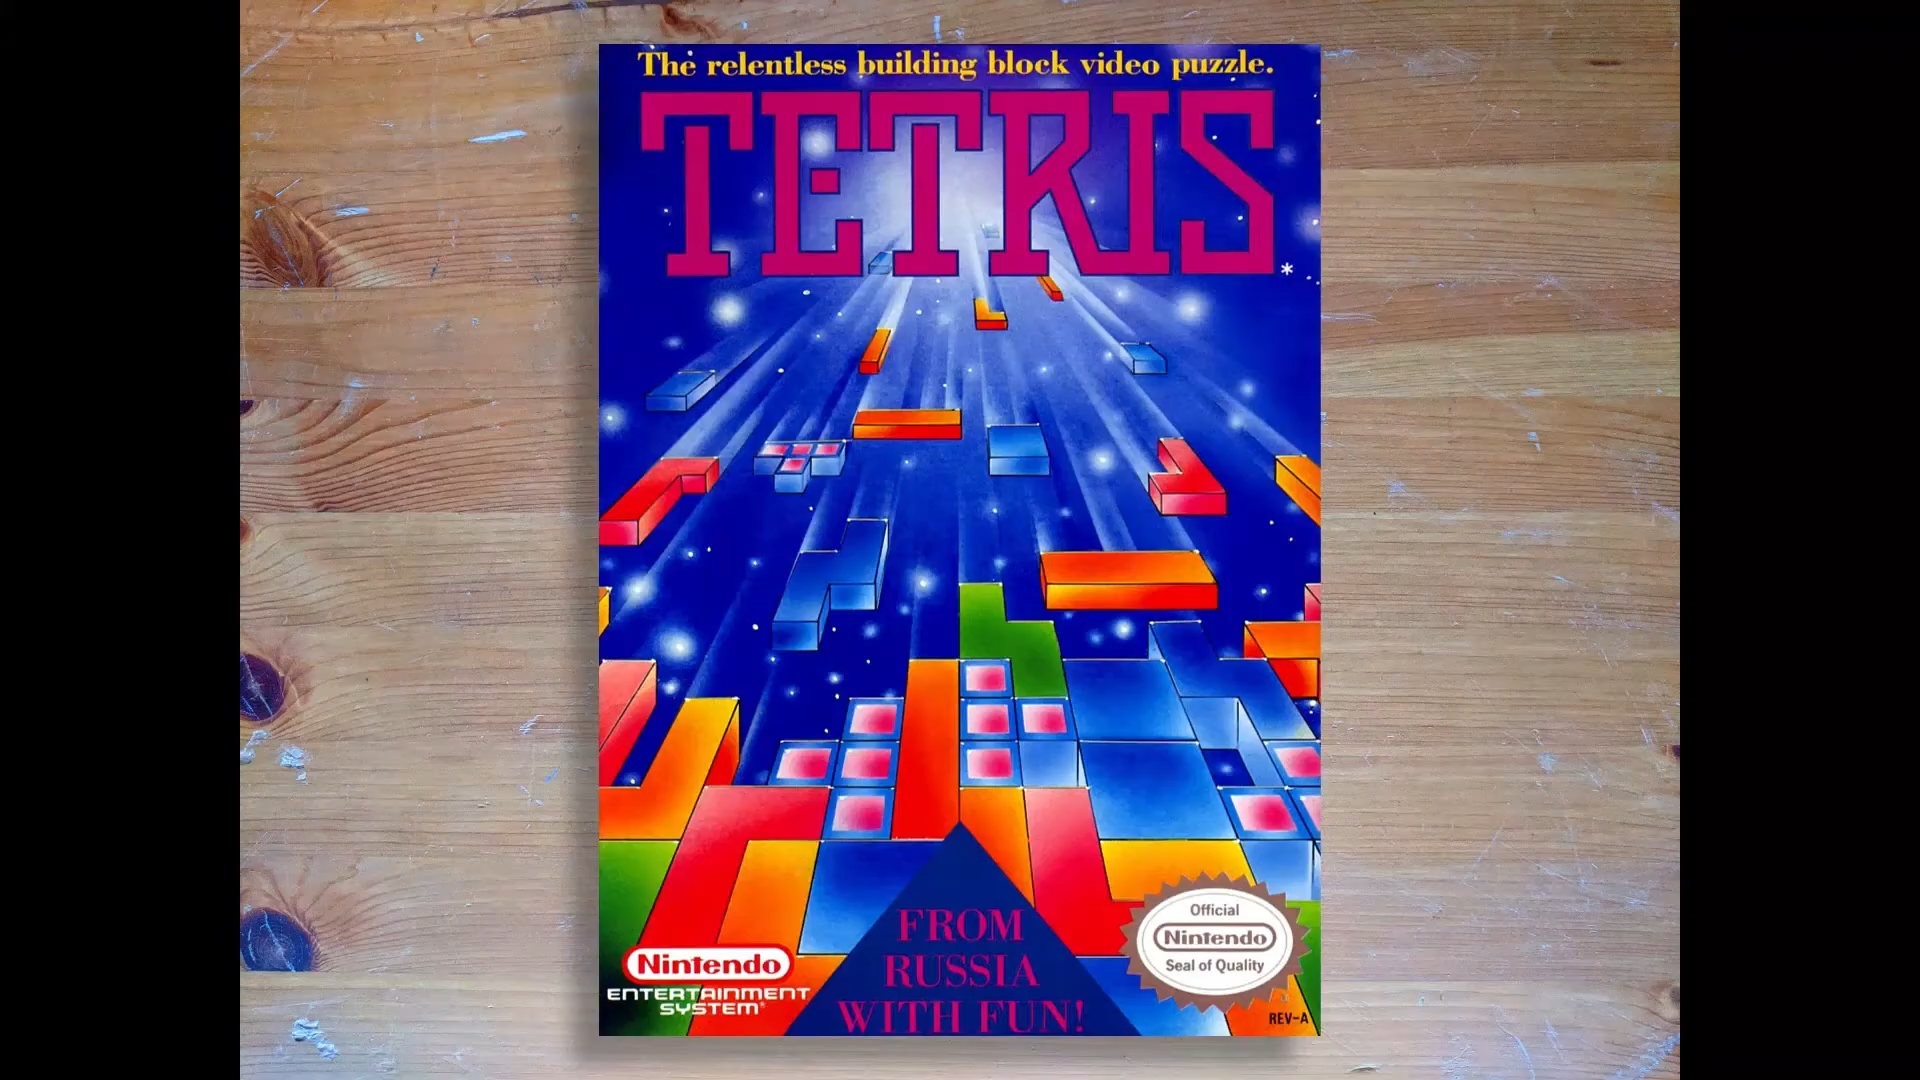 The relentless building block video puzzle.
TETRIS*
FROM
RUSSIA
WITH FUN!
Nintendo
ENTERTAINMENT
SYSTEM®
Official
Nintendo
Seal of Quality
REV-A